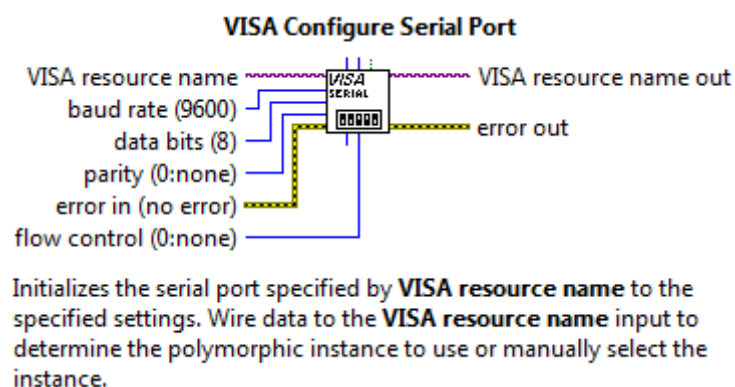 VISA Configure Serial Port
VISA resource name
VISA
SERIAL
VISA resource name out
baud rate (9600)
data bits (8)
error out
parity (0:none)
error in (no error)
flow control (0:none)
Initializes the serial port specified by VISA resource name to the
specified settings. Wire data to the VISA resource name input to
determine the polymorphic instance to use or manually select the
instance.